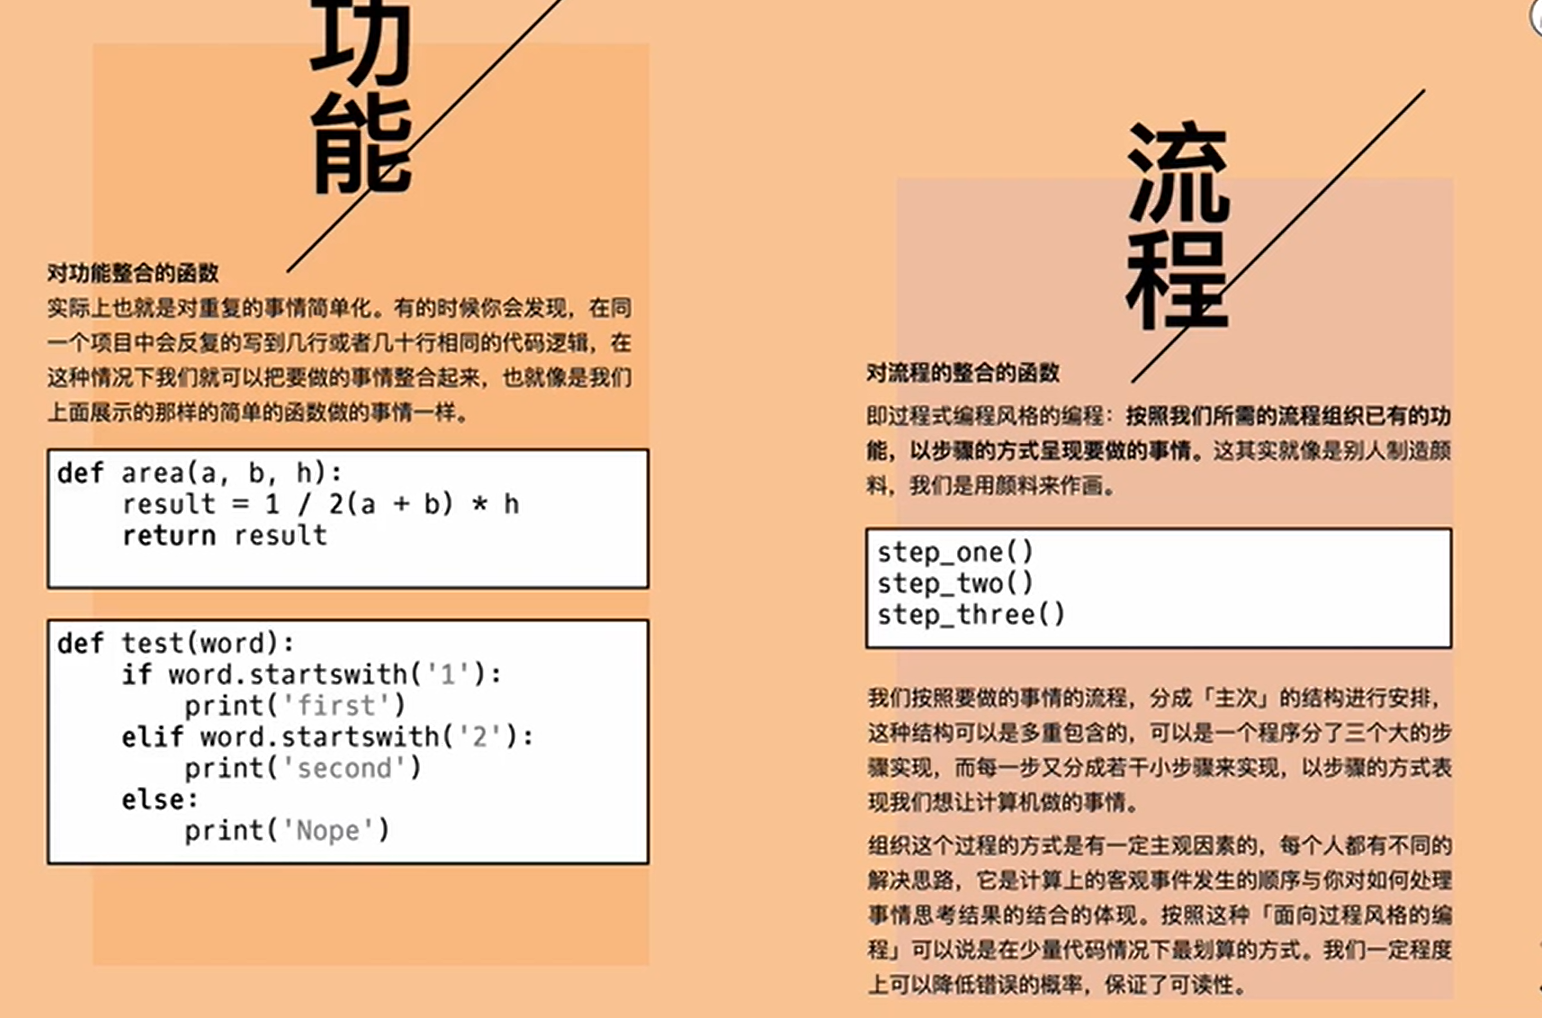 功
能
对功能整合的函数
实际上也就是对重复的事情简单化。有的时候你会发现，在同
一个项目中会反复的写到几行或者几十行相同的代码逻辑，在
这种情况下我们就可以把要做的事情整合起来，也就像是我们
上面展示的那样的简单的函数做的事情一样。
def area(a, b, h):
    result = 1 / 2(a + b) * h
    return result
def test(word):
    if word.startswith('1'):
        print('first')
    elif word.startswith('2'):
        print('second')
    else:
        print('Nope')
流
程
对流程的整合的函数
即过程式编程风格的编程：按照我们所需的流程组织已有的功
能，以步骤的方式呈现要做的事情。这其实就像是别人制造颜
料，我们是用颜料来作画。
step_one()
step_two()
step_three()
我们按照要做的事情的流程，分成「主次」的结构进行安排，
这种结构可以是多重包含的，可以是一个程序分了三个大的步
骤实现，而每一步又分成若干小步骤来实现，以步骤的方式表
现我们想让计算机做的事情。
组织这个过程的方式是有一定主观因素的，每个人都有不同的
解决思路，它是计算上的客观事件发生的顺序与你对如何处理
事情思考结果的结合的体现。按照这种「面向过程风格的编
程」可以说是在少量代码情况下最划算的方式。我们一定程度
上可以降低错误的概率，保证了可读性。